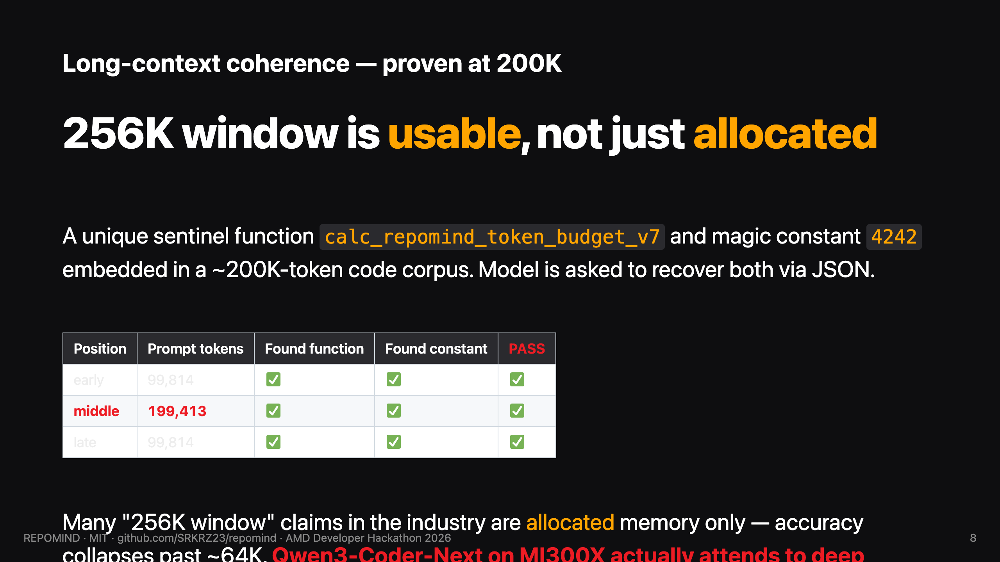 Long-context coherence — proven at 200K
256K window is usable, not just allocated
A unique sentinel function calc_repomind_token_budget_v7 and magic constant 4242
embedded in a ~200K-token code corpus. Model is asked to recover both via JSON.
Position Prompt tokens Found function Found constant PASS
early 99,814 ✅ ✅ ✅
middle 199,413 ✅ ✅ ✅
late 99,814 ✅ ✅ ✅
Many "256K window" claims in the industry are allocated memory only — accuracy
REPOMIND · MIT · github.com/SRKRZ23/repomind · AMD Developer Hackathon 2026 8
collapses past ~64K. Qwen3-Coder-Next on MI300X actually attends to deep